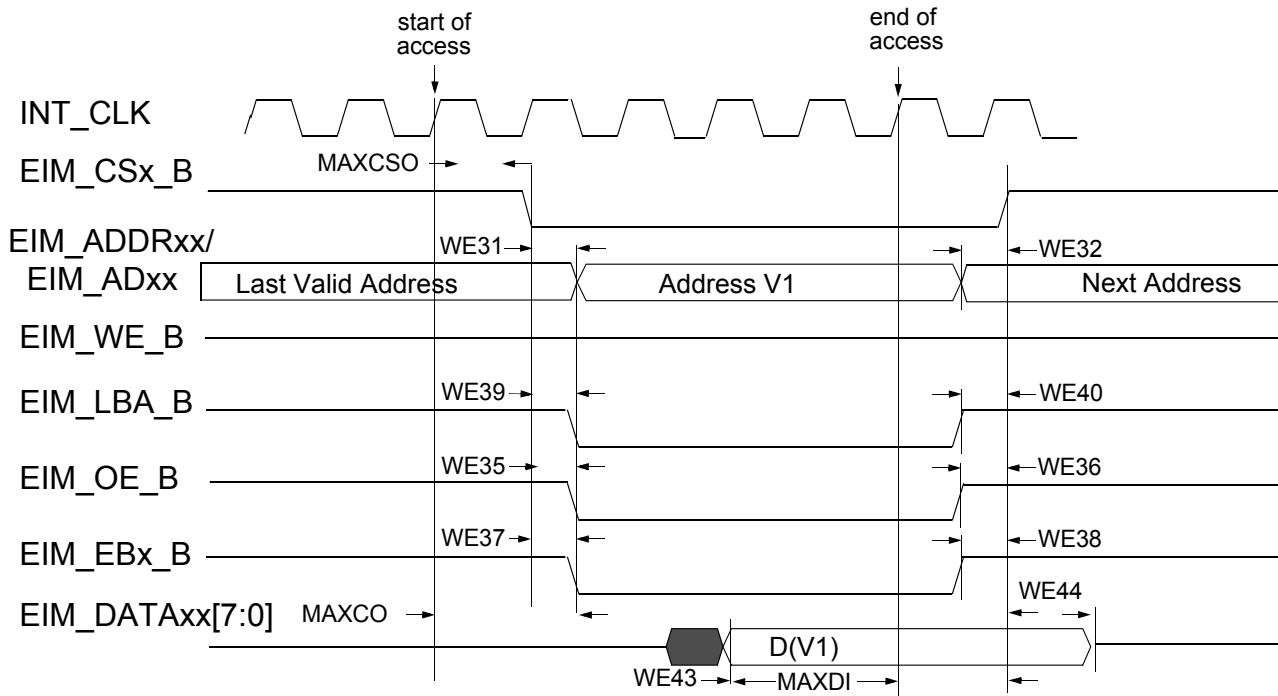 start of
access
end of
access
INT_CLK
MAXCSO
EIM_CSx_B
EIM_ADDRxx/
EIM_ADxx
WE31
WE32
Last Valid Address
Address V1
Next Address
EIM_WE_B
EIM_LBA_B
WE39
WE40
EIM_OE_B
WE35
WE36
EIM_EBx_B
WE37
WE38
EIM_DATAxx[7:0]
MAXCO
WE44
D(V1)
WE43
MAXDI